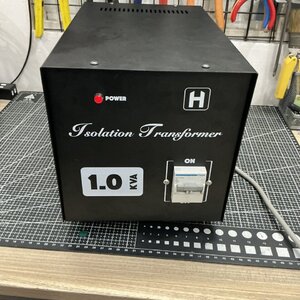 POWER
H
Isolation Transformer
ON
1.0 KVA